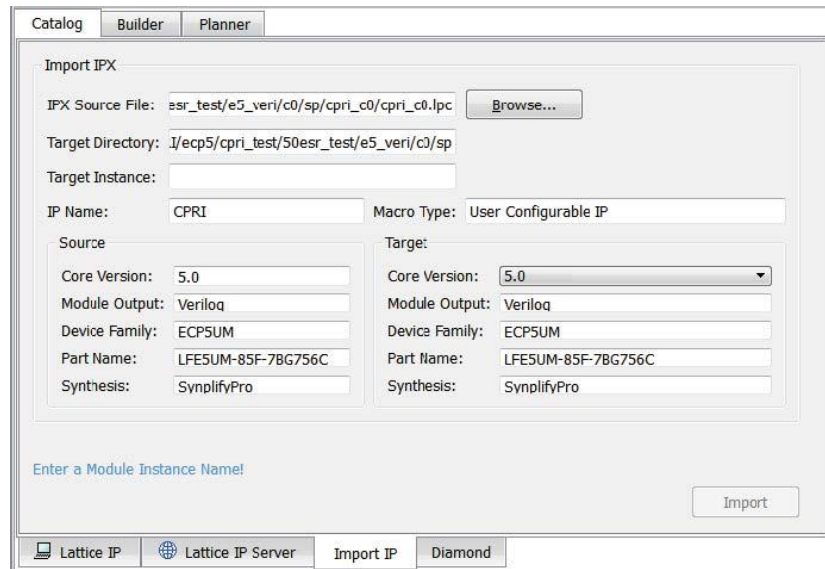 Catalog Builder Planner
Import IPX
IPX Source File: esr_test/e5_veri/c0/sp/cpri_c0/cpri_c0.lpc Browse...
Target Directory: I/ecp5/cpri_test/50esr_test/e5_veri/c0/sp
Target Instance:
IP Name: CPRI Macro Type: User Configurable IP
Source Target
Core Version: 5.0 Core Version: 5.0
Module Output: Verilog Module Output: Verilog
Device Family: ECP5UM Device Family: ECP5UM
Part Name: LFE5UM-85F-7BG756C Part Name: LFE5UM-85F-7BG756C
Synthesis: SynplifyPro Synthesis: SynplifyPro
Enter a Module Instance Name!
Import
Lattice IP Lattice IP Server Import IP Diamond